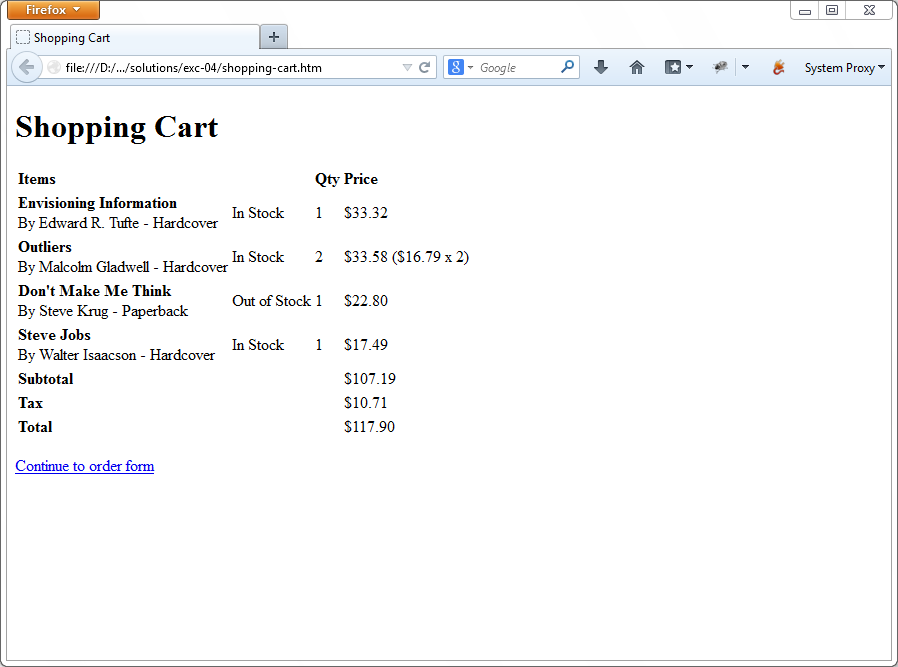 Firefox
Shopping Cart
file:///D:/.../solutions/exc-04/shopping-cart.htm
8 Google
System Proxy
Shopping Cart
Items Qty Price
Envisioning Information
By Edward R. Tufte - Hardcover In Stock 1 $33.32
Outliers
By Malcolm Gladwell - Hardcover In Stock 2 $33.58 ($16.79 x 2)
Don't Make Me Think
By Steve Krug - Paperback Out of Stock 1 $22.80
Steve Jobs
By Walter Isaacson - Hardcover In Stock 1 $17.49
Subtotal $107.19
Tax $10.71
Total $117.90
Continue to order form